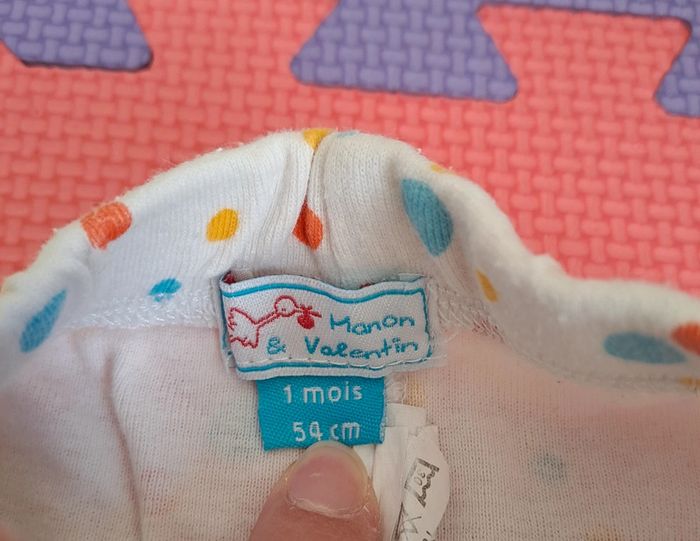 Manon
& Valentin
1 mois
54 cm